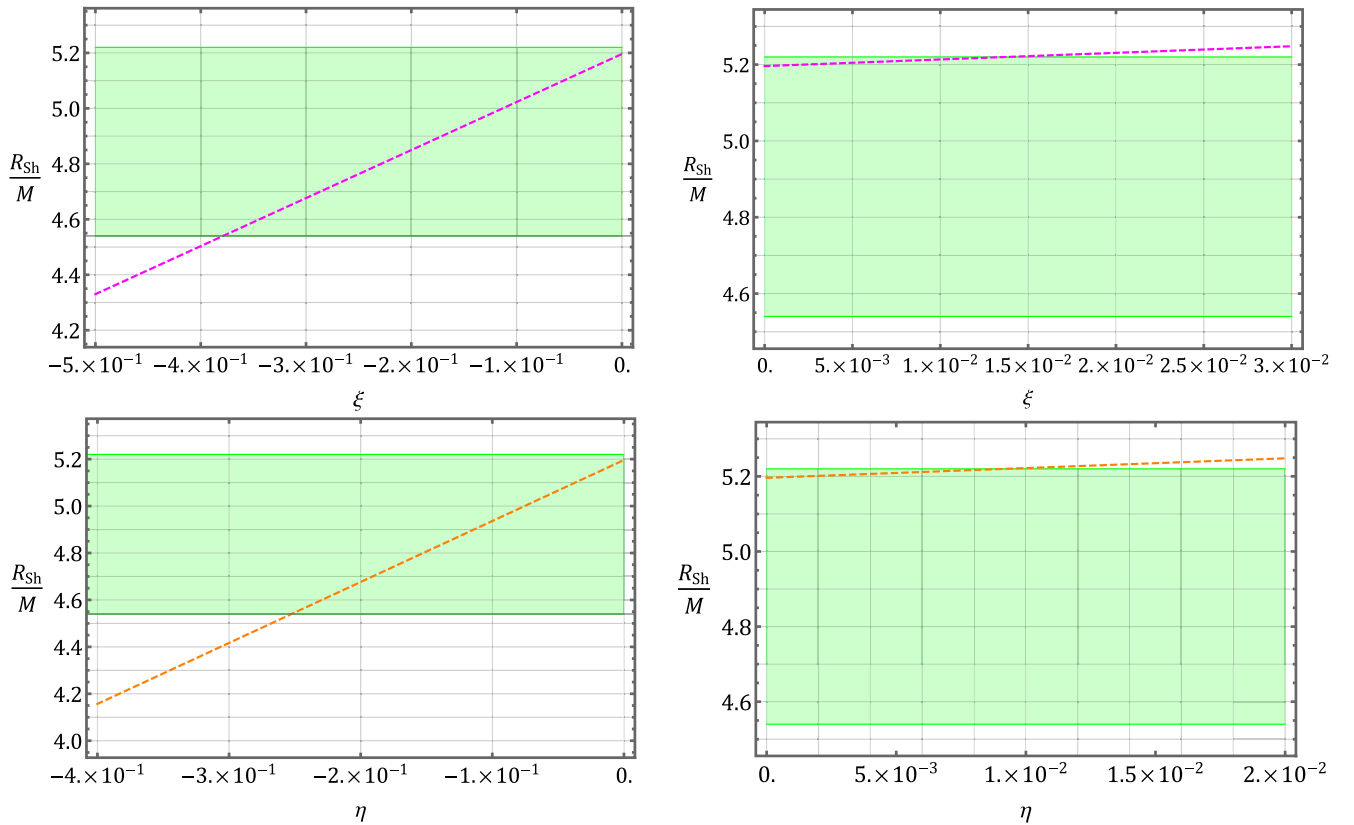 5.2
5.0
4.8
4.6
4.4
4.2
R_Sh
M
−5.×10⁻¹ −4.×10⁻¹ −3.×10⁻¹ −2.×10⁻¹ −1.×10⁻¹ 0.
ξ
5.2
5.0
4.8
4.6
R_Sh
M
0. 5.×10⁻³ 1.×10⁻² 1.5×10⁻² 2.×10⁻² 2.5×10⁻² 3.×10⁻²
ξ
5.2
5.0
4.8
4.6
4.4
4.2
4.0
R_Sh
M
−4.×10⁻¹ −3.×10⁻¹ −2.×10⁻¹ −1.×10⁻¹ 0.
η
5.2
5.0
4.8
4.6
R_Sh
M
0. 5.×10⁻³ 1.×10⁻² 1.5×10⁻² 2.×10⁻²
η